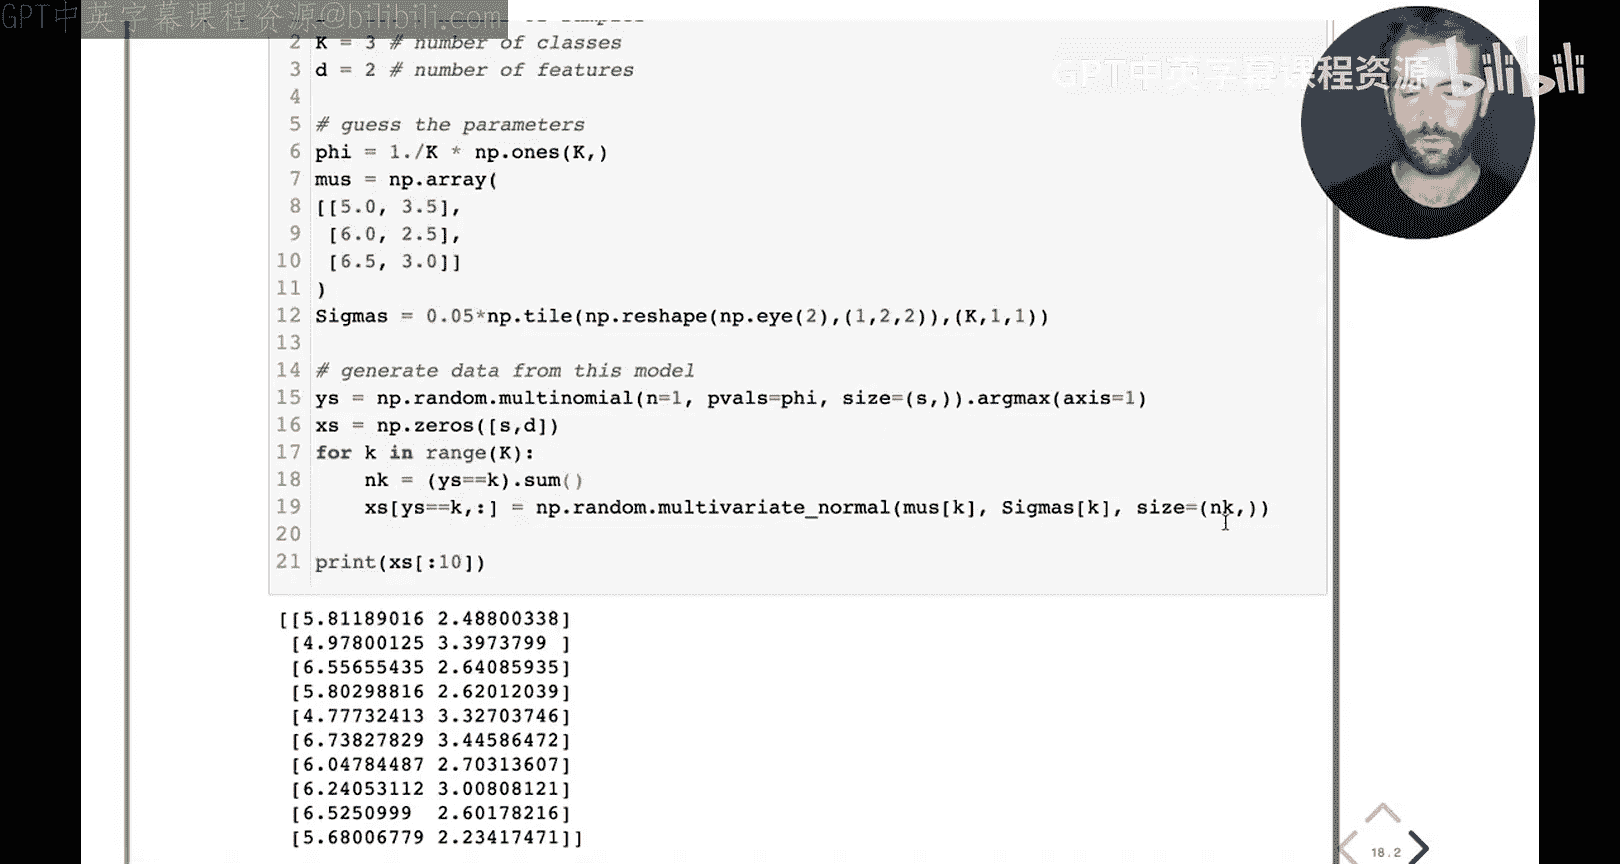 GPT中英字幕课程资源@bilibili.com
GPT中英字幕课程资源 bilibili
2 K = 3 # number of classes
3 d = 2 # number of features
4
5 # guess the parameters
6 phi = 1./K * np.ones(K,)
7 mus = np.array(
8 [[5.0, 3.5],
9 [6.0, 2.5],
10 [6.5, 3.0]]
11 )
12 Sigmas = 0.05*np.tile(np.reshape(np.eye(2),(1,2,2)),(K,1,1))
13
14 # generate data from this model
15 ys = np.random.multinomial(n=1, pvals=phi, size=(s,)).argmax(axis=1)
16 xs = np.zeros([s,d])
17 for k in range(K):
18 nk = (ys==k).sum()
19 xs[ys==k,:] = np.random.multivariate_normal(mus[k], Sigmas[k], size=(nk,))
20
21 print(xs[:10])
[[5.81189016 2.48800338]
[4.97800125 3.3973799 ]
[6.55655435 2.64085935]
[5.80298816 2.62012039]
[4.77732413 3.32703746]
[6.73827829 3.44586472]
[6.04784487 2.70313607]
[6.24053112 3.00808121]
[6.5250999 2.60178216]
[5.68006779 2.23417471]]
18.2